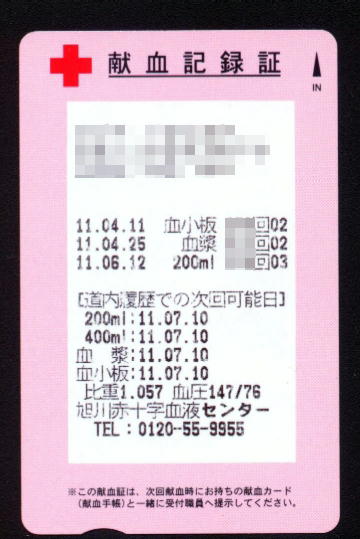 献血記録証
IN
11.04.11 血小板 回02
11.04.25 血漿 回02
11.06.12 200ml 回03
[道内履歴での次回可能日]
200ml:11.07.10
400ml:11.07.10
血 漿:11.07.10
血小板:11.07.10
比重1.057 血圧147/76
旭川赤十字血液センター
TEL:0120-55-9955
※この献血証は、次回献血時にお持ちの献血カード
(献血手帳)と一緒に受付職員へ提示してください。